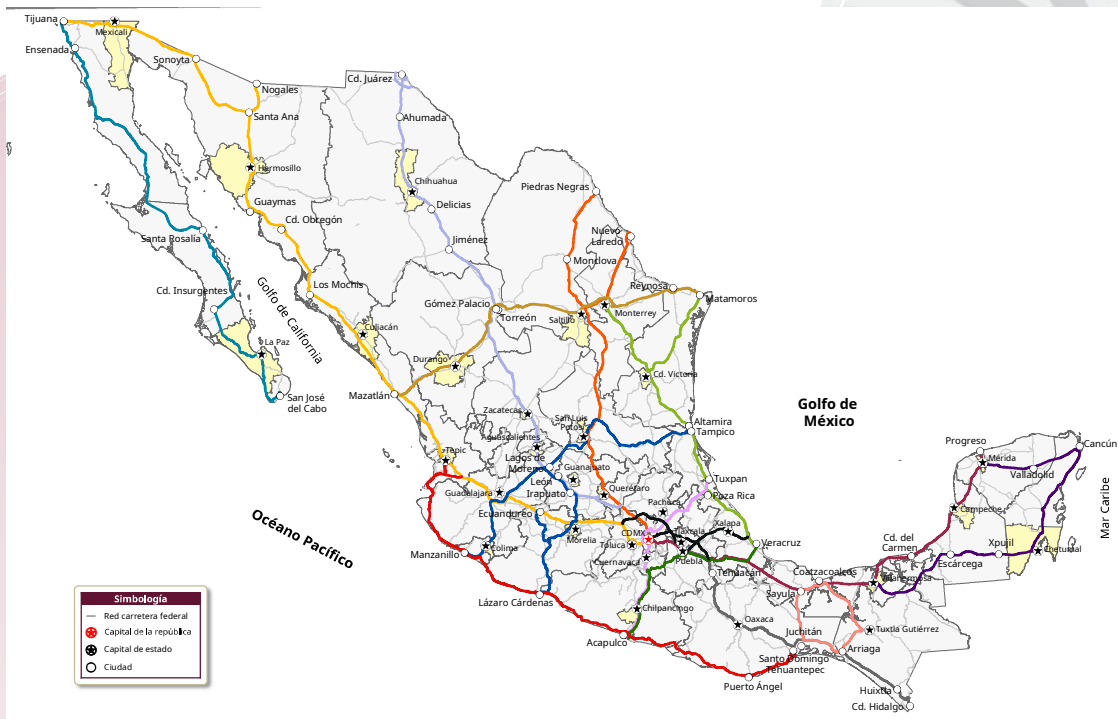 Tijuana
Mexicali
Ensenada
Sonoyta
Nogales
Cd. Juárez
Santa Ana
Ahumada
Hermosillo
Chihuahua
Piedras Negras
Guaymas
Delicias
Cd. Obregón
Nuevo
Laredo
Santa Rosalía
Jiménez
Monclova
Cd. Insurgentes
Golfo de California
Los Mochis
Reynosa
Gómez Palacio
Matamoros
Torreón
Saltillo
Monterrey
Culiacán
La Paz
Durango
Cd. Victoria
San José
del Cabo
Mazatlán
Golfo de
México
Zacatecas
San Luis
Potosí
Altamira
Tampico
Aguascalientes
Tepic
Lagos de
Moreno
Guanajuato
León
Progreso
Cancún
Mérida
Valladolid
Guadalajara
Irapuato
Querétaro
Tuxpan
Poza Rica
Pachuca
Ecuandureo
Campeche
Mar Caribe
Océano Pacífico
CDMX
Tlaxcala
Xalapa
Morelia
Toluca
Veracruz
Cd. del
Carmen
Xpujil
Chetumal
Manzanillo
Colima
Cuernavaca
Puebla
Tehuacán
Coatzacoalcos
Escárcega
Villahermosa
Sayula
Lázaro Cárdenas
Chilpancingo
Oaxaca
Tuxtla Gutiérrez
Juchitán
Acapulco
Arriaga
Santo Domingo
Tehuantepec
Puerto Ángel
Huixtla
Cd. Hidalgo
Simbología
Red carretera federal
Capital de la república
Capital de estado
Ciudad